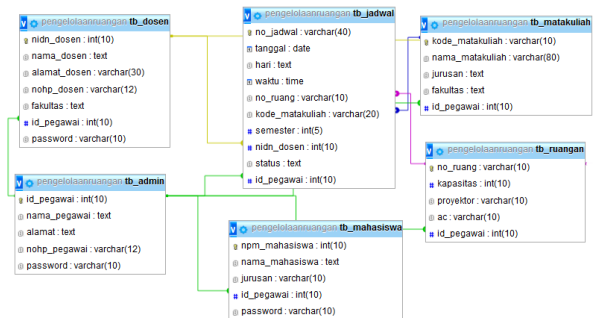 pengelolaanruangan tb_dosen
nidn_dosen : int(10)
nama_dosen : text
alamat_dosen : varchar(30)
nohp_dosen : varchar(12)
fakultas : text
id_pegawai : int(10)
password : varchar(10)
pengelolaanruangan tb_jadwal
no_jadwal : varchar(40)
tanggal : date
hari : text
waktu : time
no_ruang : varchar(10)
kode_matakuliah : varchar(20)
semester : int(5)
nidn_dosen : int(10)
status : text
id_pegawai : int(10)
pengelolaanruangan tb_matakuliah
kode_matakuliah : varchar(10)
nama_matakuliah : varchar(80)
jurusan : text
fakultas : text
id_pegawai : int(10)
pengelolaanruangan tb_ruangan
no_ruang : varchar(10)
kapasitas : int(10)
proyektor : varchar(10)
ac : varchar(10)
id_pegawai : int(10)
pengelolaanruangan tb_admin
id_pegawai : int(10)
nama_pegawai : text
alamat : text
nohp_pegawai : varchar(12)
password : varchar(10)
pengelolaanruangan tb_mahasiswa
npm_mahasiswa : int(10)
nama_mahasiswa : text
jurusan : varchar(10)
id_pegawai : int(10)
password : varchar(10)